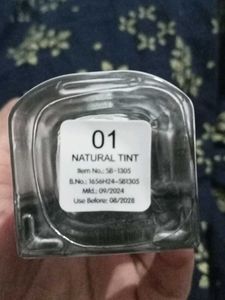 01
NATURAL TINT
Item No.: SB-1305
B.No.: 1656H24-SB1305
Mfd.: 09/2024
Use Before: 08/2028